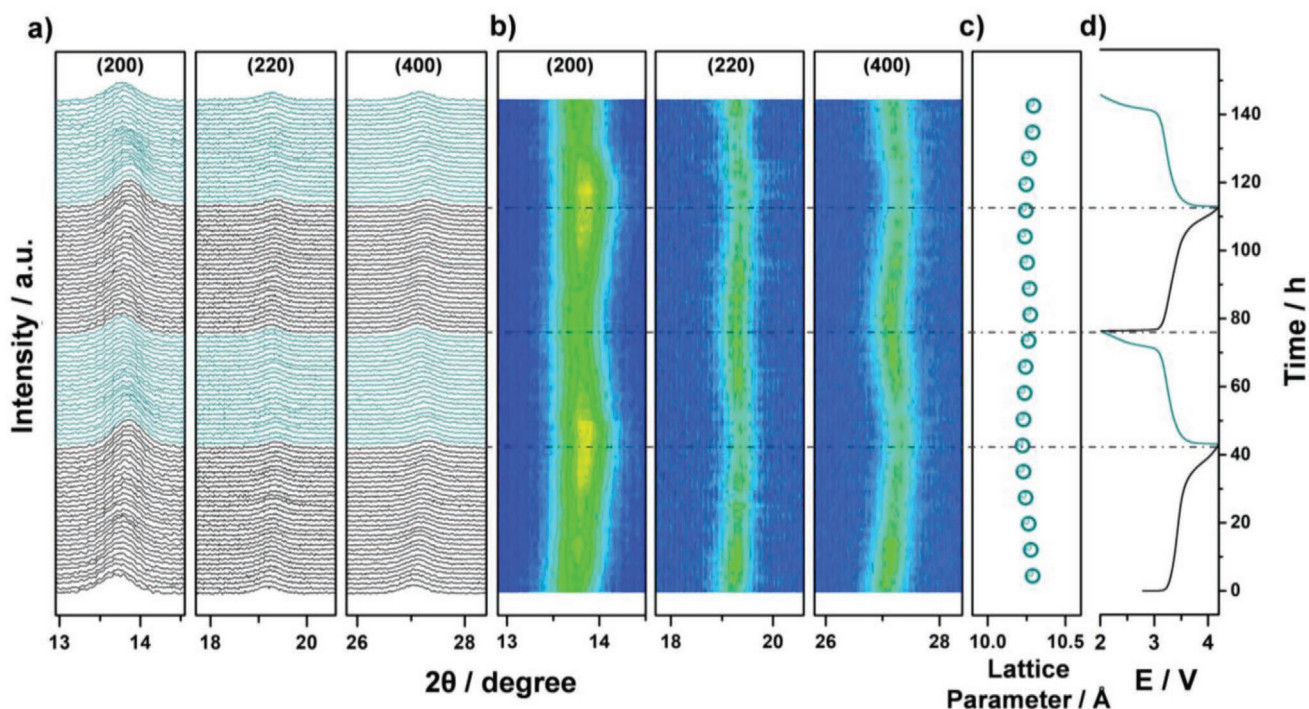 a)
b)
c)
d)
(200)
(220)
(400)
(200)
(220)
(400)
Intensity / a.u.
140
120
100
80
60
40
20
0
Time / h
13 14
18 20
26 28
13 14
18 20
26 28
10.0 10.5
2 3 4
2θ / degree
Lattice
Parameter / Å
E / V